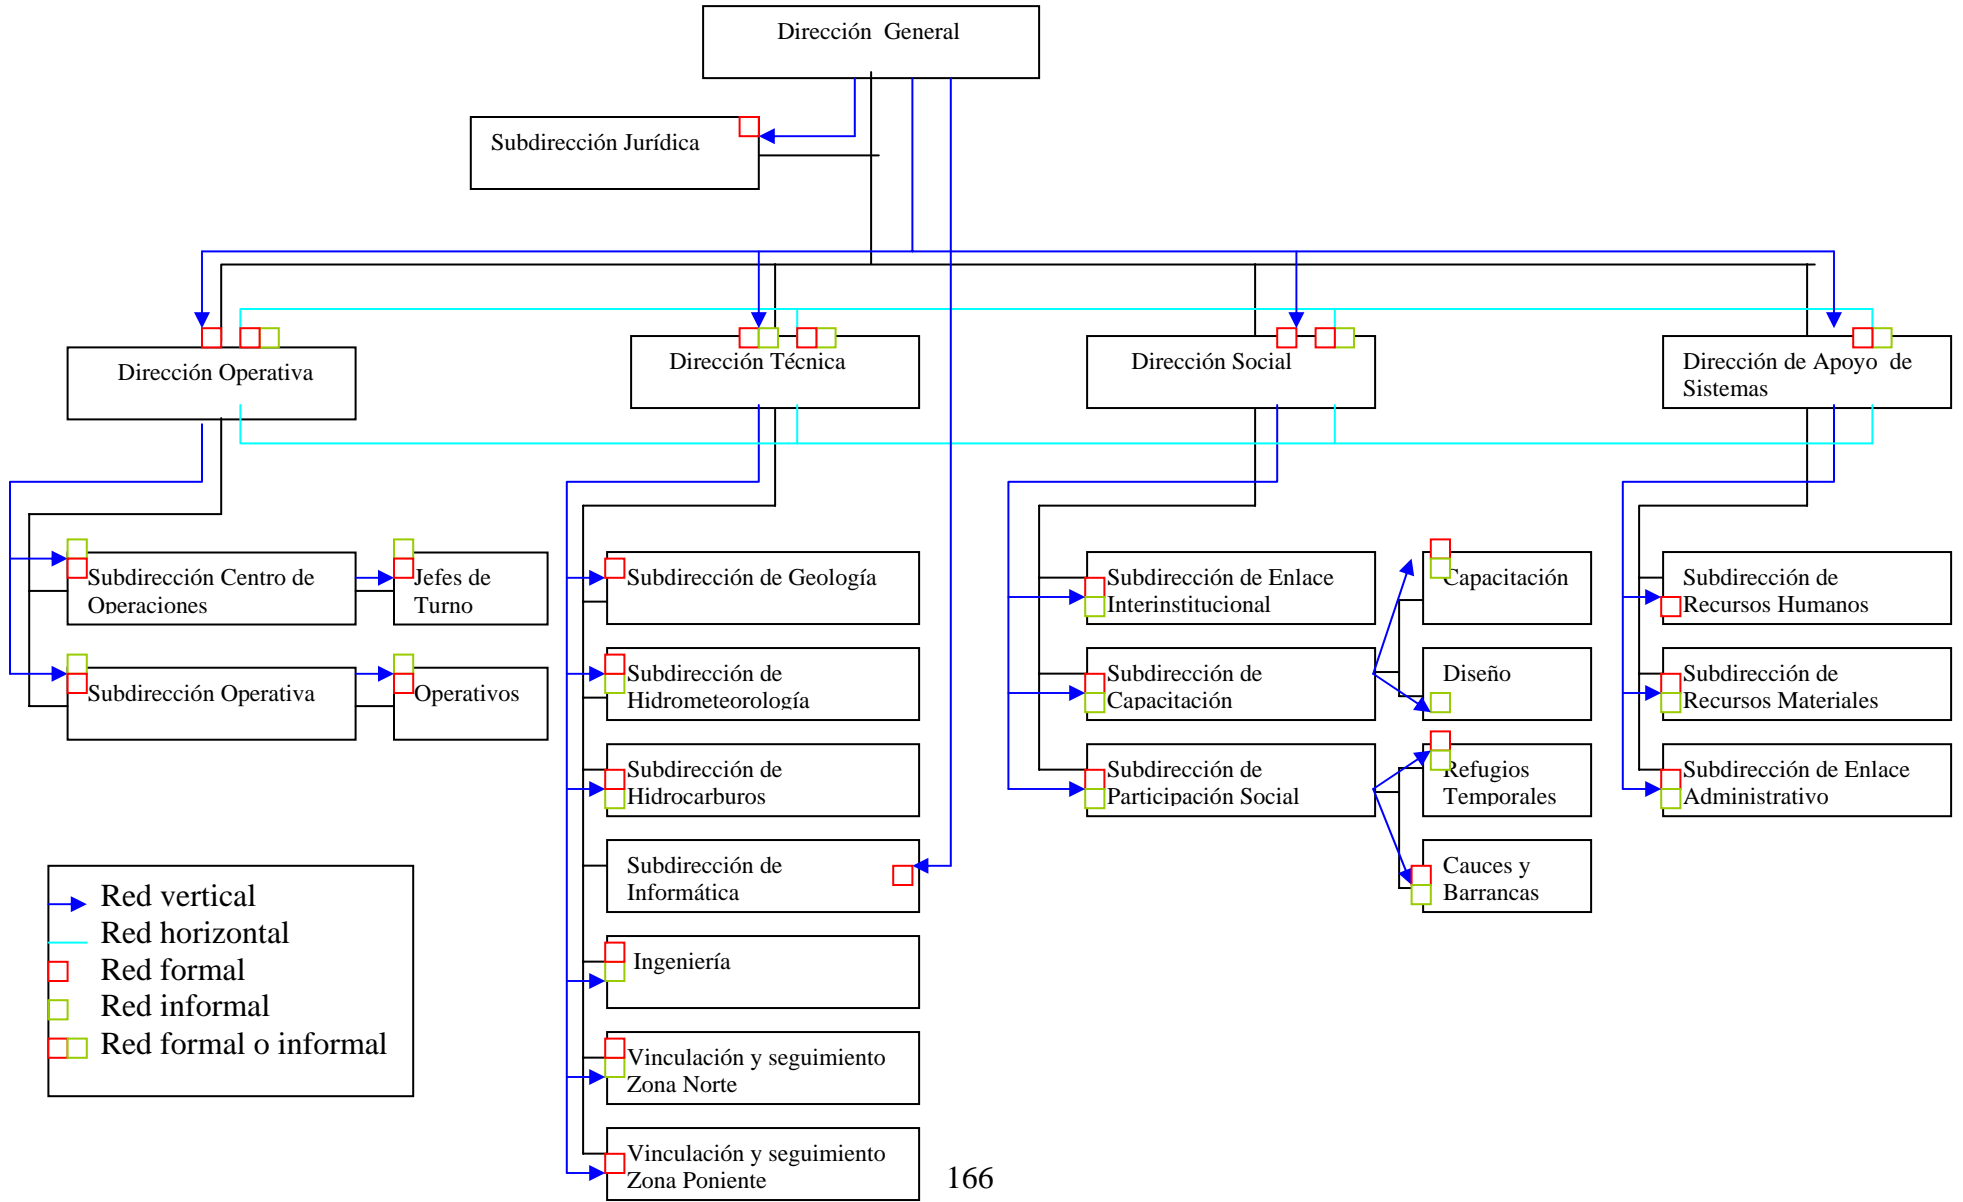 Dirección  General
Subdirección Jurídica
Dirección Operativa
Dirección Técnica
Dirección Social
Dirección de Apoyo  de
Sistemas
Subdirección Centro de
Operaciones
Jefes de
Turno
Subdirección Operativa
Operativos
Subdirección de Geología
Subdirección de
Hidrometeorología
Subdirección de
Hidrocarburos
Subdirección de
Informática
Ingeniería
Vinculación y seguimiento
Zona Norte
Vinculación y seguimiento
Zona Poniente
Subdirección de Enlace
Interinstitucional
Subdirección de
Capacitación
Subdirección de
Participación Social
Capacitación
Diseño
Refugios
Temporales
Cauces y
Barrancas
Subdirección de
Recursos Humanos
Subdirección de
Recursos Materiales
Subdirección de Enlace
Administrativo
Red vertical
Red horizontal
Red formal
Red informal
Red formal o informal
166